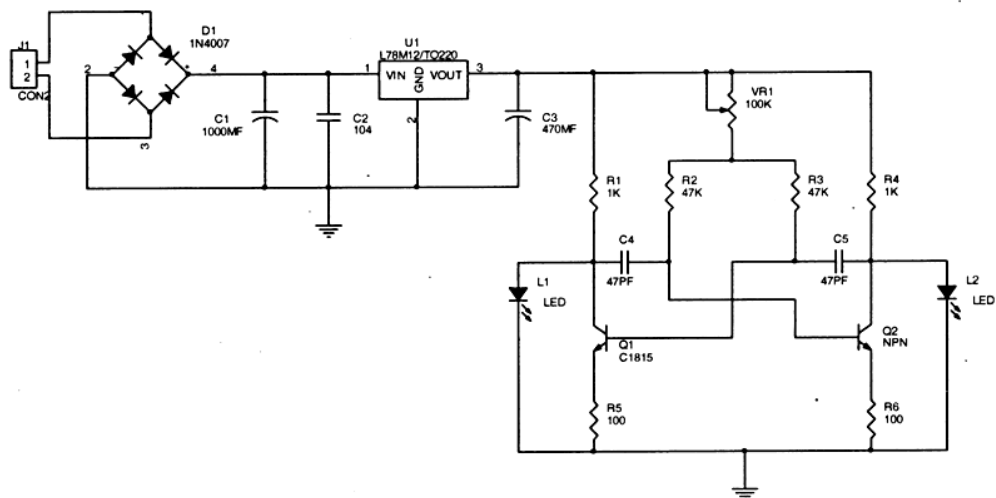 J1
1
2
CON2
D1
1N4007
2
-
+
4
3
C1
1000MF
C2
104
U1
L78M12/TO220
1
VIN
GND
VOUT
3
2
C3
470MF
VR1
100K
R1
1K
R2
47K
R3
47K
R4
1K
C4
47PF
C5
47PF
L1
LED
L2
LED
Q1
C1815
Q2
NPN
R5
100
R6
100